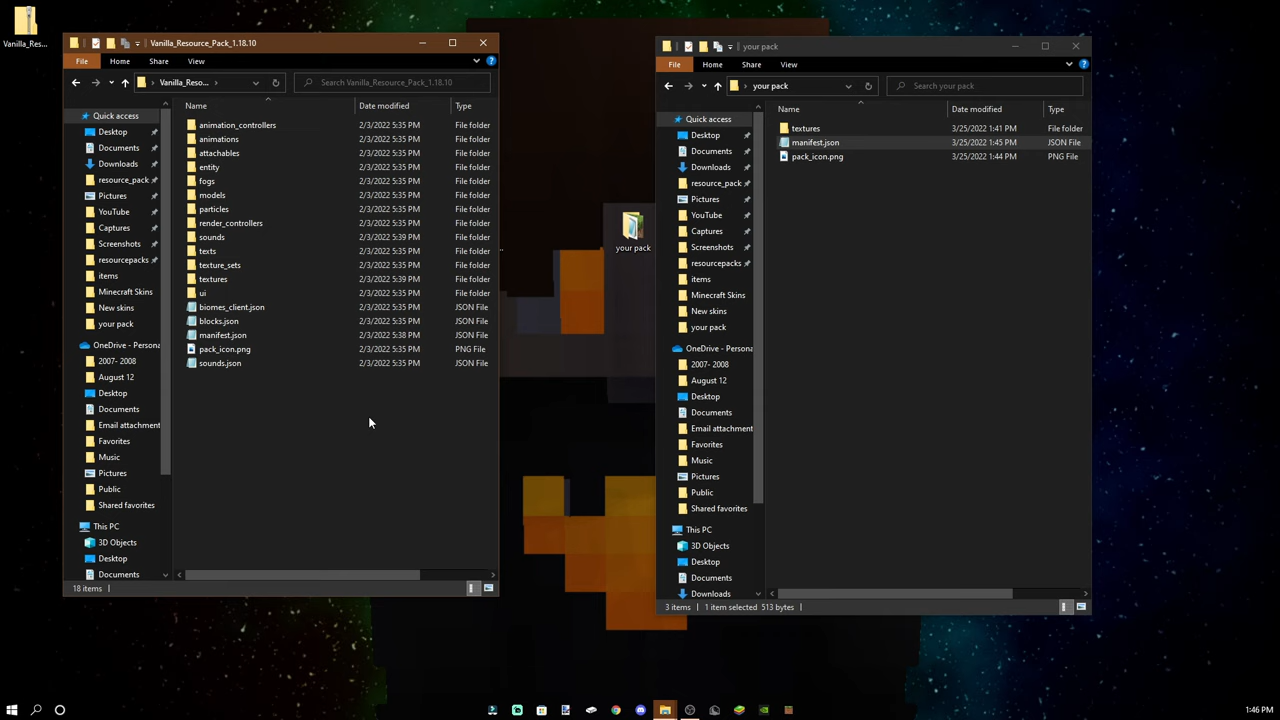 Vanilla_Res...
Vanilla_Resource_Pack_1.18.10
File Home Share View
Vanilla_Reso...
Search Vanilla_Resource_Pack_1.18.10
Name Date modified Type
Quick access
Desktop
Documents
Downloads
resource_pack
Pictures
YouTube
Captures
Screenshots
resourcepacks
items
Minecraft Skins
New skins
your pack
OneDrive - Persona
2007- 2008
August 12
Desktop
Documents
Email attachment
Favorites
Music
Pictures
Public
Shared favorites
This PC
3D Objects
Desktop
Documents
animation_controllers 2/3/2022 5:35 PM File folder
animations 2/3/2022 5:35 PM File folder
attachables 2/3/2022 5:35 PM File folder
entity 2/3/2022 5:35 PM File folder
fogs 2/3/2022 5:35 PM File folder
models 2/3/2022 5:35 PM File folder
particles 2/3/2022 5:35 PM File folder
render_controllers 2/3/2022 5:35 PM File folder
sounds 2/3/2022 5:39 PM File folder
texts 2/3/2022 5:35 PM File folder
texture_sets 2/3/2022 5:35 PM File folder
textures 2/3/2022 5:39 PM File folder
ui 2/3/2022 5:35 PM File folder
biomes_client.json 2/3/2022 5:35 PM JSON File
blocks.json 2/3/2022 5:35 PM JSON File
manifest.json 2/3/2022 5:38 PM JSON File
pack_icon.png 2/3/2022 5:35 PM PNG File
sounds.json 2/3/2022 5:35 PM JSON File
18 items
your pack
your pack
File Home Share View
your pack
Search your pack
Name Date modified Type
Quick access
Desktop
Documents
Downloads
resource_pack
Pictures
YouTube
Captures
Screenshots
resourcepacks
items
Minecraft Skins
New skins
your pack
OneDrive - Persona
2007- 2008
August 12
Desktop
Documents
Email attachment
Favorites
Music
Pictures
Public
Shared favorites
This PC
3D Objects
Desktop
Documents
Downloads
textures 3/25/2022 1:41 PM File folder
manifest.json 3/25/2022 1:45 PM JSON File
pack_icon.png 3/25/2022 1:44 PM PNG File
3 items 1 item selected 513 bytes
1:46 PM